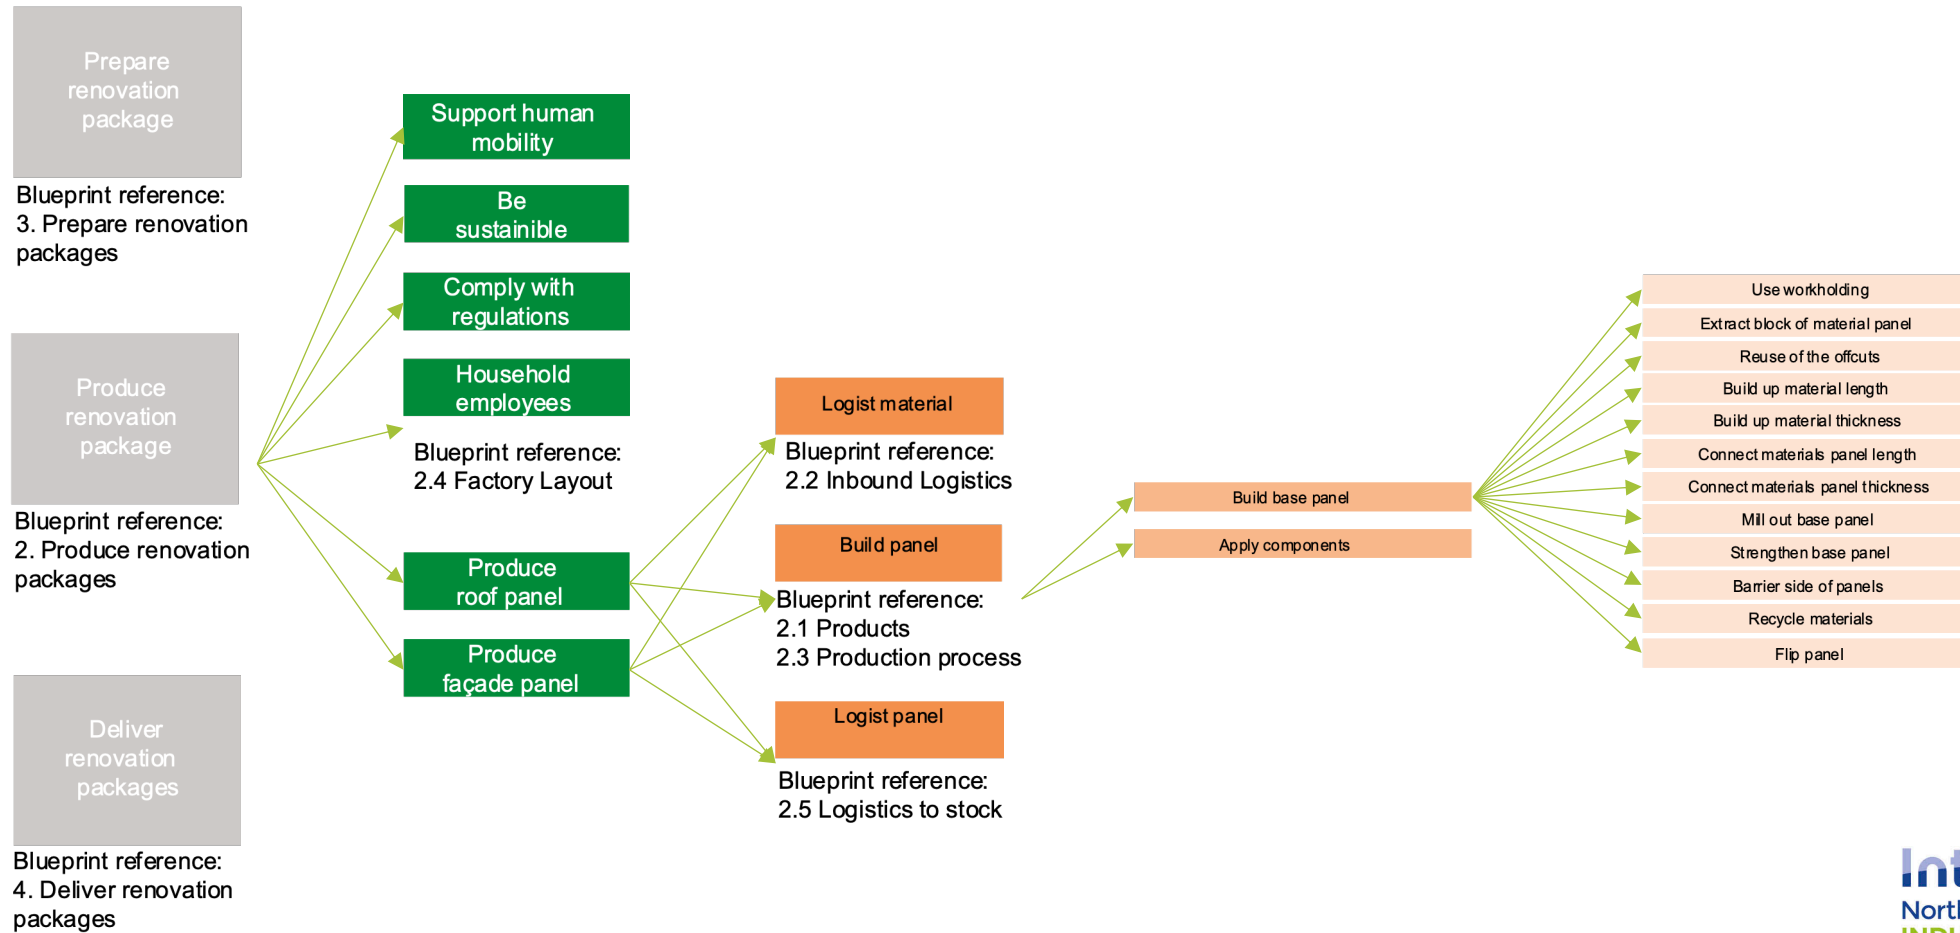 Prepare
renovation
package
Blueprint reference:
3. Prepare renovation
packages
Produce
renovation
package
Blueprint reference:
2. Produce renovation
packages
Deliver
renovation
packages
Blueprint reference:
4. Deliver renovation
packages
Support human
mobility
Be
sustainible
Comply with
regulations
Household
employees
Blueprint reference:
2.4 Factory Layout
Produce
roof panel
Produce
façade panel
Logist material
Blueprint reference:
2.2 Inbound Logistics
Build panel
Blueprint reference:
2.1 Products
2.3 Production process
Logist panel
Blueprint reference:
2.5 Logistics to stock
Build base panel
Apply components
Use workholding
Extract block of material panel
Reuse of the offcuts
Build up material length
Build up material thickness
Connect materials panel length
Connect materials panel thickness
Mill out base panel
Strengthen base panel
Barrier side of panels
Recycle materials
Flip panel